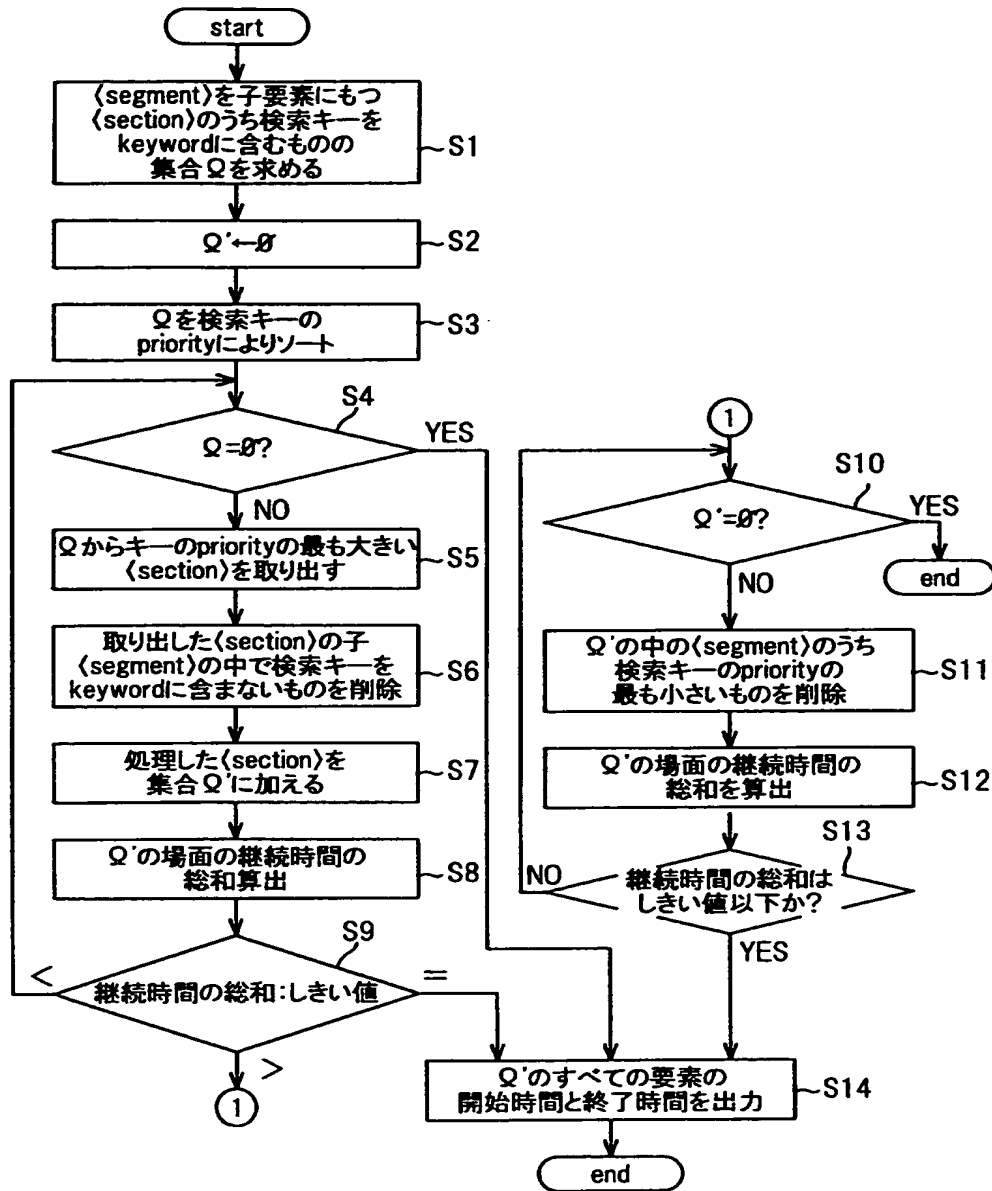 start
〈segment〉を子要素にもつ
〈section〉のうち検索キーを
keywordに含むものの
集合Ωを求める
S1
Ω'←∅
S2
Ωを検索キーの
priorityによりソート
S3
S4
Ω=∅?
YES
NO
Ωからキーのpriorityの最も大きい
〈section〉を取り出す
S5
取り出した〈section〉の子
〈segment〉の中で検索キーを
keywordに含まないものを削除
S6
処理した〈section〉を
集合Ω'に加える
S7
Ω'の場面の継続時間の
総和算出
S8
S9
継続時間の総和:しきい値
<
=
>
1
1
S10
Ω'=∅?
YES
end
NO
Ω'の中の〈segment〉のうち
検索キーのpriorityの
最も小さいものを削除
S11
Ω'の場面の継続時間の
総和を算出
S12
S13
継続時間の総和は
しきい値以下か?
NO
YES
Ω'のすべての要素の
開始時間と終了時間を出力
S14
end